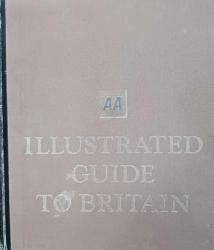 AA
ILLUSTRATED
GUIDE
TO BRITAIN